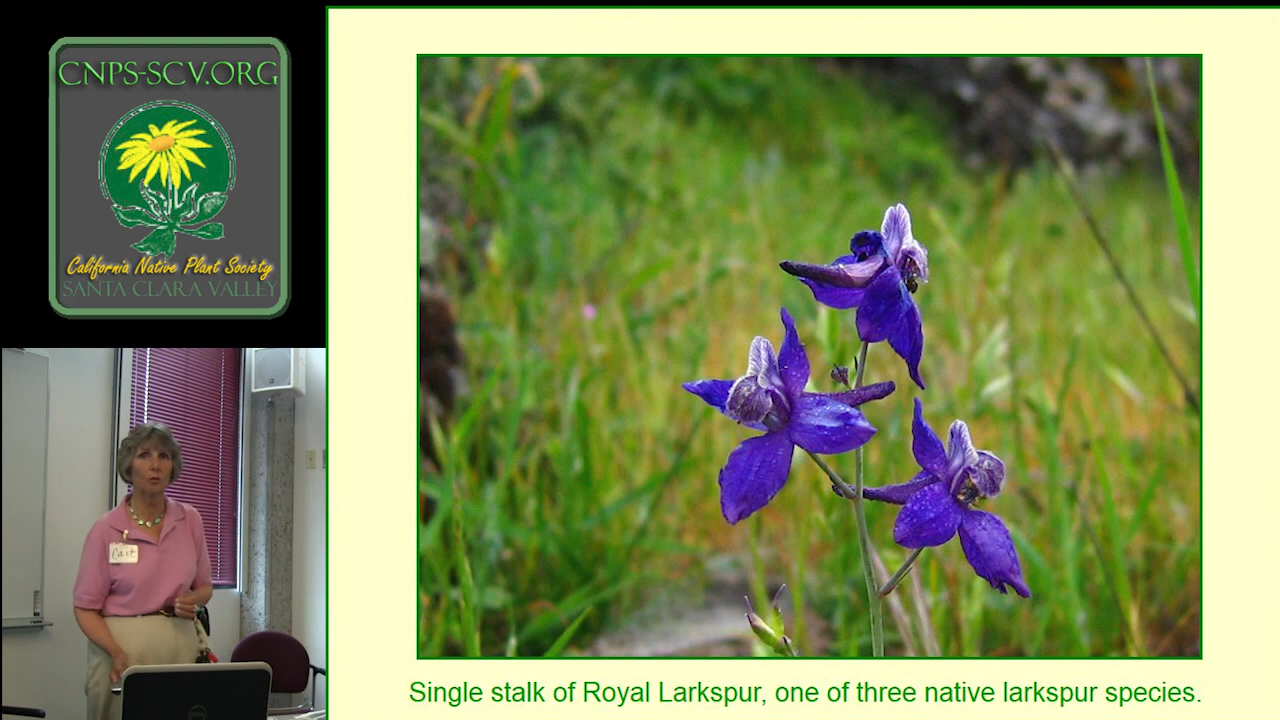 CNPS-SCV.ORG
California Native Plant Society
SANTA CLARA VALLEY
Single stalk of Royal Larkspur, one of three native larkspur species.